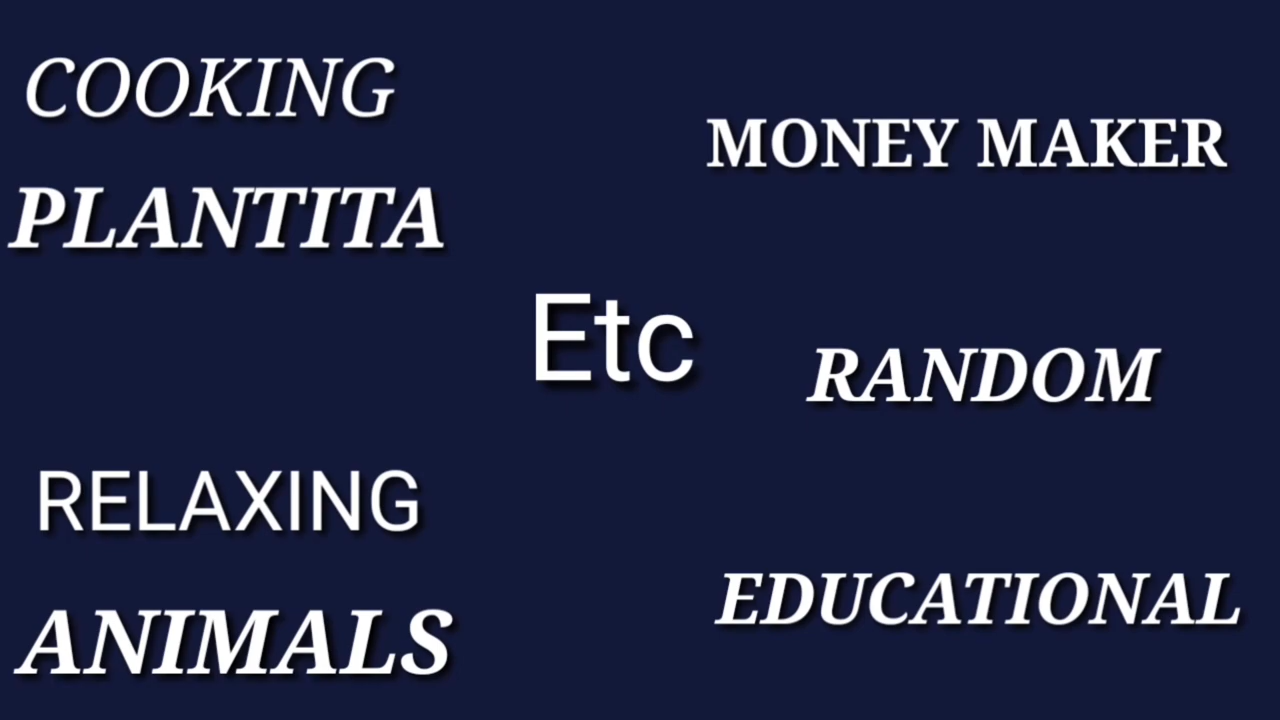 COOKING
MONEY MAKER
PLANTITA
Etc
RANDOM
RELAXING
EDUCATIONAL
ANIMALS